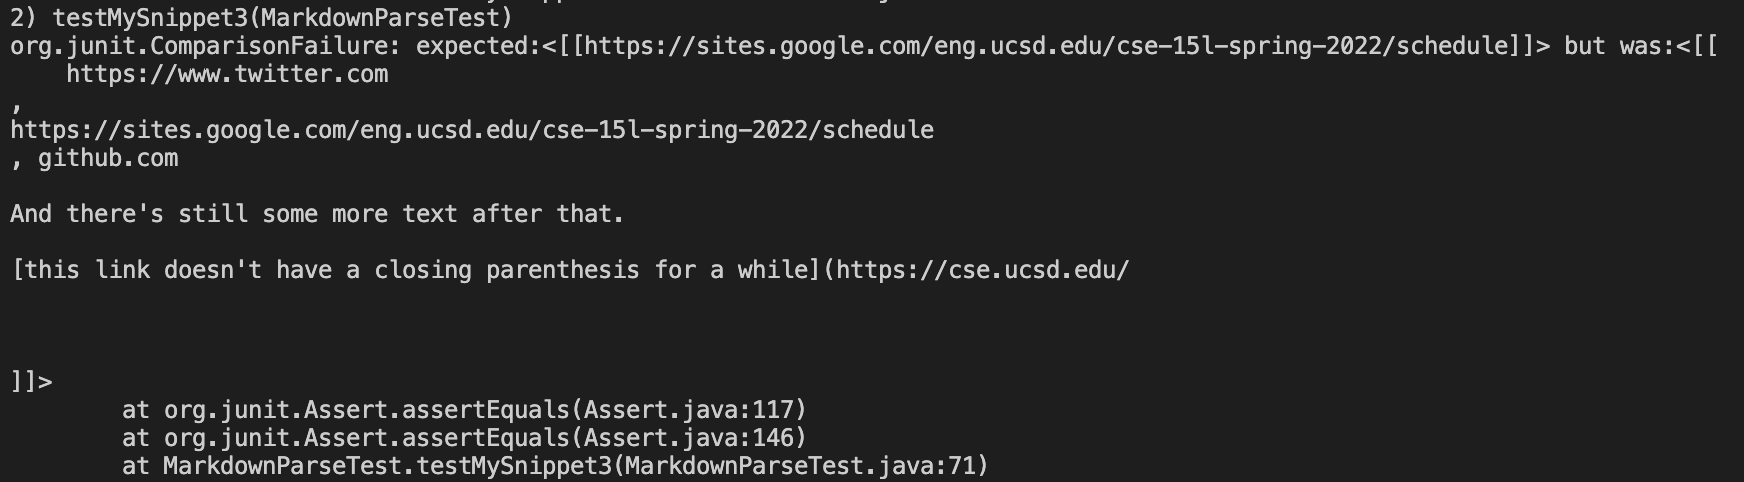 2) testMySnippet3(MarkdownParseTest)
org.junit.ComparisonFailure: expected:<[[https://sites.google.com/eng.ucsd.edu/cse-15l-spring-2022/schedule]]> but was:<[[
    https://www.twitter.com
,
https://sites.google.com/eng.ucsd.edu/cse-15l-spring-2022/schedule
, github.com

And there's still some more text after that.

[this link doesn't have a closing parenthesis for a while](https://cse.ucsd.edu/



]]>
        at org.junit.Assert.assertEquals(Assert.java:117)
        at org.junit.Assert.assertEquals(Assert.java:146)
        at MarkdownParseTest.testMySnippet3(MarkdownParseTest.java:71)